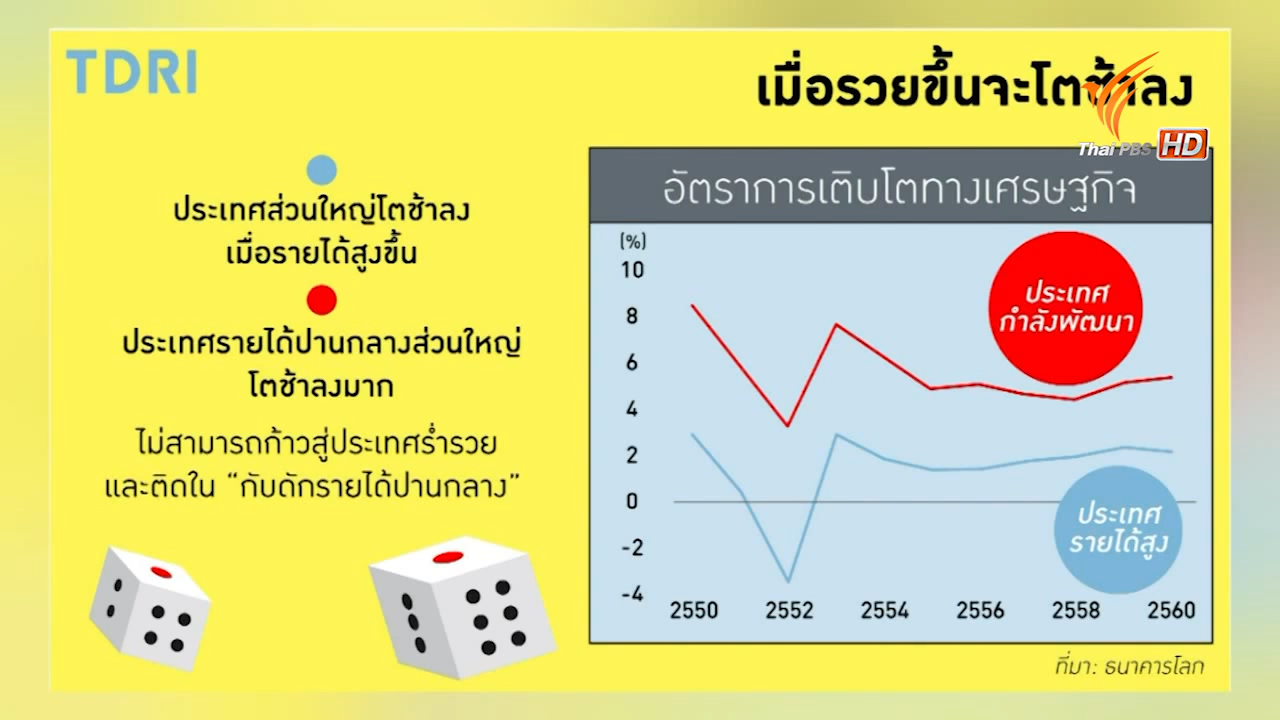 TDRI
เมื่อรวยขึ้นจะโตช้าลง
Thai PBS HD
ประเทศส่วนใหญ่โตช้าลง
เมื่อรายได้สูงขึ้น
ประเทศรายได้ปานกลางส่วนใหญ่
โตช้าลงมาก
ไม่สามารถก้าวสู่ประเทศร่ำรวย
และติดใน “กับดักรายได้ปานกลาง”
อัตราการเติบโตทางเศรษฐกิจ
(%)
10
8
6
4
2
0
-2
-4
2550 2552 2554 2556 2558 2560
ประเทศ
กำลังพัฒนา
ประเทศ
รายได้สูง
ที่มา: ธนาคารโลก